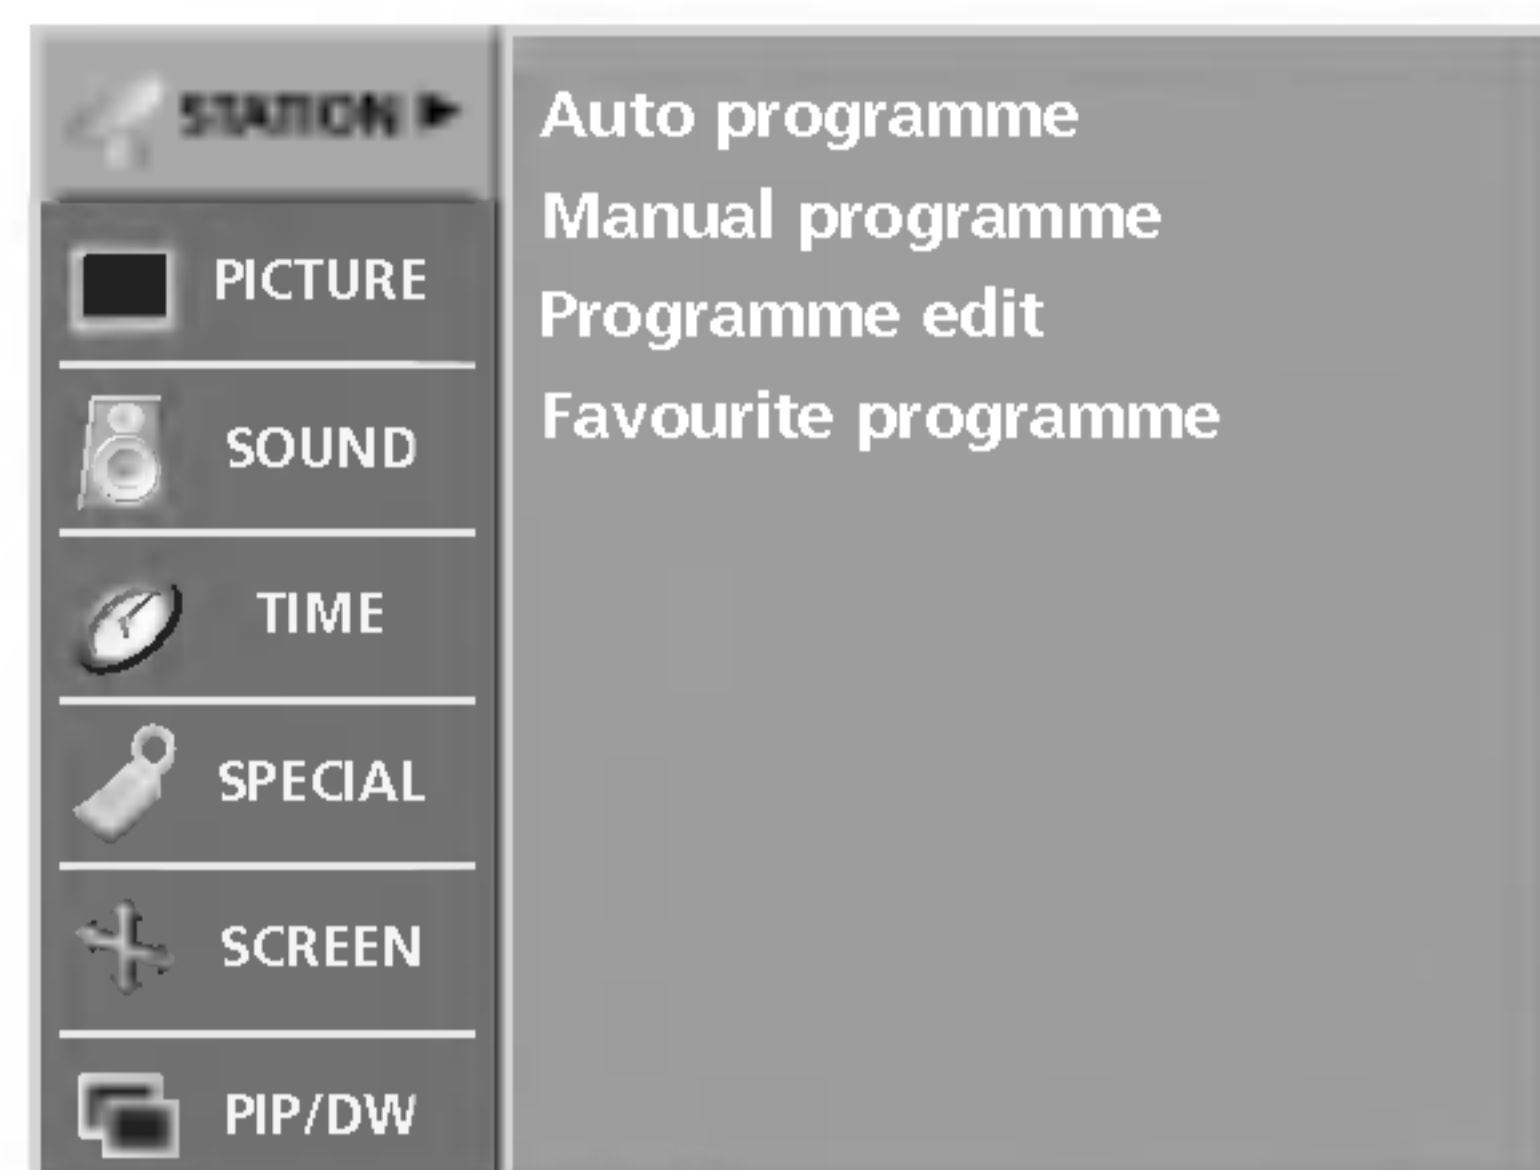 STATION ►
PICTURE
SOUND
TIME
SPECIAL
SCREEN
PIP/DW
Auto programme
Manual programme
Programme edit
Favourite programme